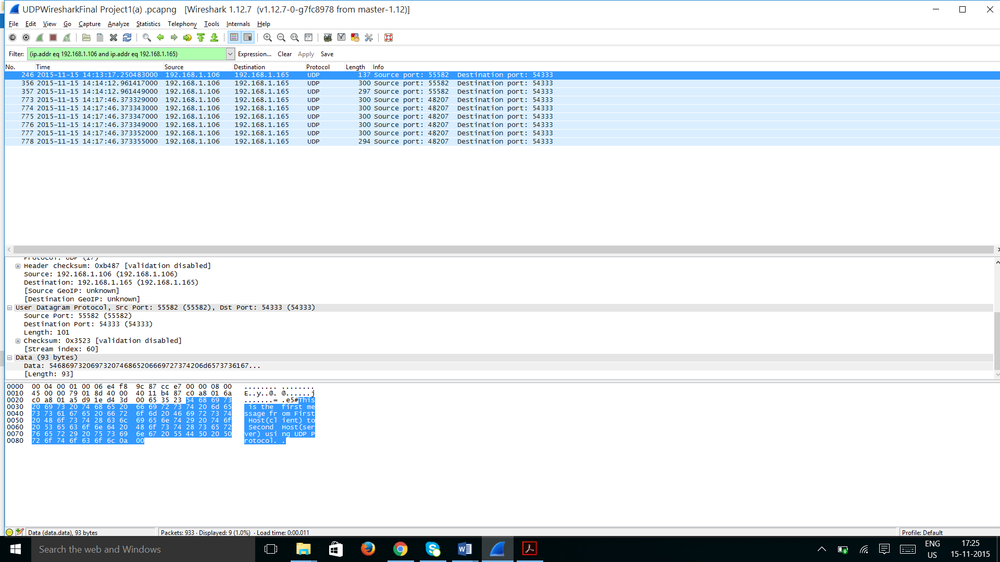 UDPWiresharkFinal Project1(a) .pcapng [Wireshark 1.12.7 (v1.12.7-0-g7fc8978 from master-1.12)]
File Edit View Go Capture Analyze Statistics Telephony Tools Internals Help
Filter: (ip.addr eq 192.168.1.106 and ip.addr eq 192.168.1.165) Expression... Clear Apply Save
No. Time Source Destination Protocol Length Info
246 2015-11-15 14:13:17.250483000 192.168.1.106 192.168.1.165 UDP 137 Source port: 55582 Destination port: 54333
356 2015-11-15 14:14:12.961417000 192.168.1.106 192.168.1.165 UDP 300 Source port: 55582 Destination port: 54333
357 2015-11-15 14:14:12.961449000 192.168.1.106 192.168.1.165 UDP 297 Source port: 55582 Destination port: 54333
773 2015-11-15 14:17:46.373329000 192.168.1.106 192.168.1.165 UDP 300 Source port: 48207 Destination port: 54333
774 2015-11-15 14:17:46.373343000 192.168.1.106 192.168.1.165 UDP 300 Source port: 48207 Destination port: 54333
775 2015-11-15 14:17:46.373347000 192.168.1.106 192.168.1.165 UDP 300 Source port: 48207 Destination port: 54333
776 2015-11-15 14:17:46.373349000 192.168.1.106 192.168.1.165 UDP 300 Source port: 48207 Destination port: 54333
777 2015-11-15 14:17:46.373352000 192.168.1.106 192.168.1.165 UDP 300 Source port: 48207 Destination port: 54333
778 2015-11-15 14:17:46.373355000 192.168.1.106 192.168.1.165 UDP 294 Source port: 48207 Destination port: 54333
Protocol: UDP (17)
Header checksum: 0xb487 [validation disabled]
Source: 192.168.1.106 (192.168.1.106)
Destination: 192.168.1.165 (192.168.1.165)
[Source GeoIP: Unknown]
[Destination GeoIP: Unknown]
User Datagram Protocol, Src Port: 55582 (55582), Dst Port: 54333 (54333)
Source Port: 55582 (55582)
Destination Port: 54333 (54333)
Length: 101
Checksum: 0x3523 [validation disabled]
[Stream index: 60]
Data (93 bytes)
Data: 54686973206973207468652066697273742206d6573736167...
[Length: 93]
0000 00 04 00 01 00 06 e4 f8 9c 87 cc e7 00 00 08 00 ........ ........
0010 45 00 00 79 01 8d 40 00 40 11 b4 87 c0 a8 01 6a E..y..@. @......j
0020 c0 a8 01 a5 d9 1e d4 3d 00 65 35 23 54 68 69 73 .......= .e5#This
0030 20 69 73 20 74 68 65 20 66 69 72 73 74 20 6d 65 is the first me
0040 73 73 61 67 65 20 66 72 6f 6d 20 46 69 72 73 74 ssage fr om First
0050 20 48 6f 73 74 28 63 6c 69 65 6e 74 29 20 74 6f Host(cl ient) to
0060 20 53 65 63 6f 6e 64 20 48 6f 73 74 28 73 65 72 Second Host(ser
0070 76 65 72 29 20 75 73 69 6e 67 20 55 44 50 20 50 ver) usi ng UDP P
0080 72 6f 74 6f 63 6f 6c 0a 00 rotocol. .
Data (data.data), 93 bytes Packets: 933 · Displayed: 9 (1.0%) · Load time: 0:00.011 Profile: Default
Search the web and Windows
ENG 17:25
US 15-11-2015